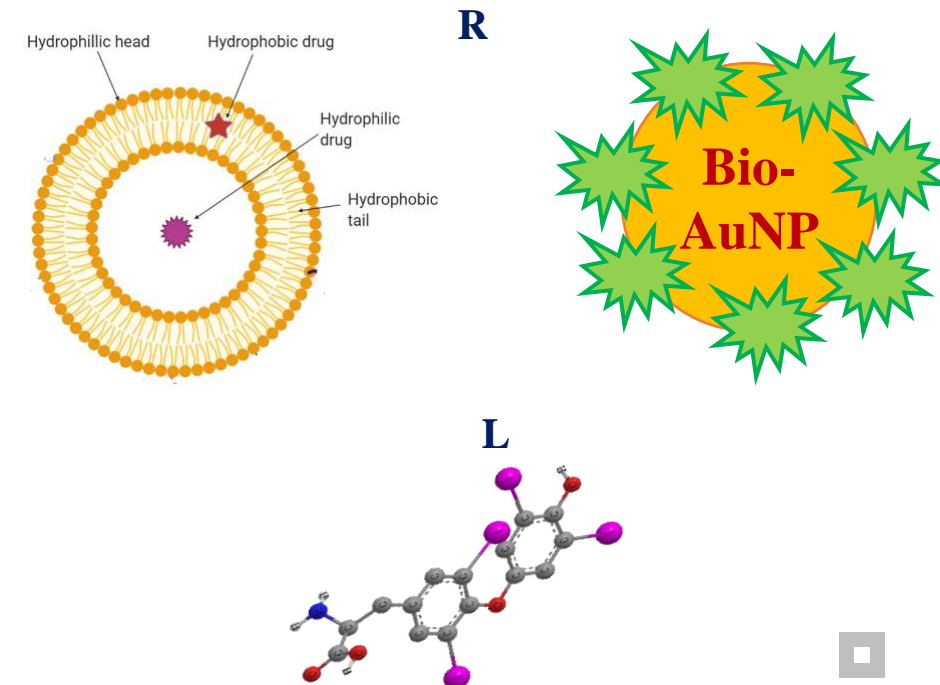 R
Hydrophillic head
Hydrophobic drug
Hydrophilic
drug
Hydrophobic
tail
Bio-
AuNP
L